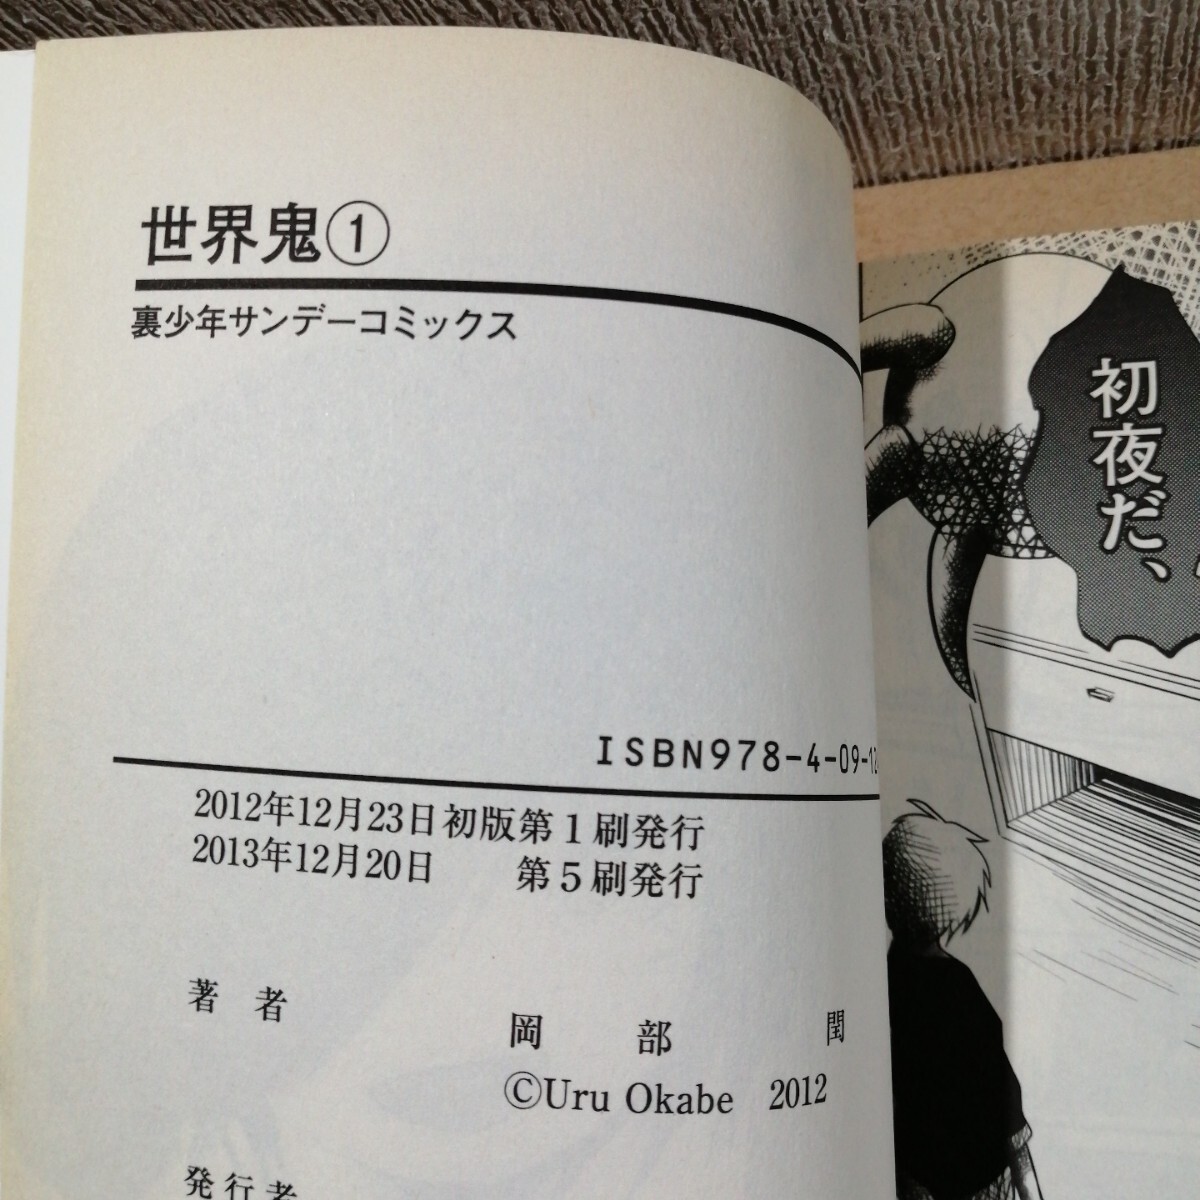 世界鬼①
裏少年サンデーコミックス
ISBN978-4-09-12
2012年12月23日初版第1刷発行
2013年12月20日　第5刷発行
著者
岡部閏
©Uru Okabe 2012
発行者
初夜だ、